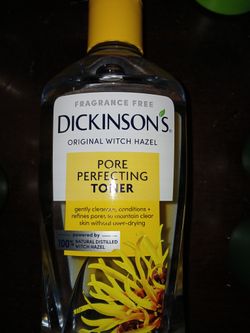 FRAGRANCE FREE
DICKINSON'S®
ORIGINAL WITCH HAZEL
PORE
PERFECTING
TONER
gently cleanses, conditions +
refines pores to maintain clear
skin without over-drying
powered by
100% NATURAL DISTILLED
WITCH HAZEL